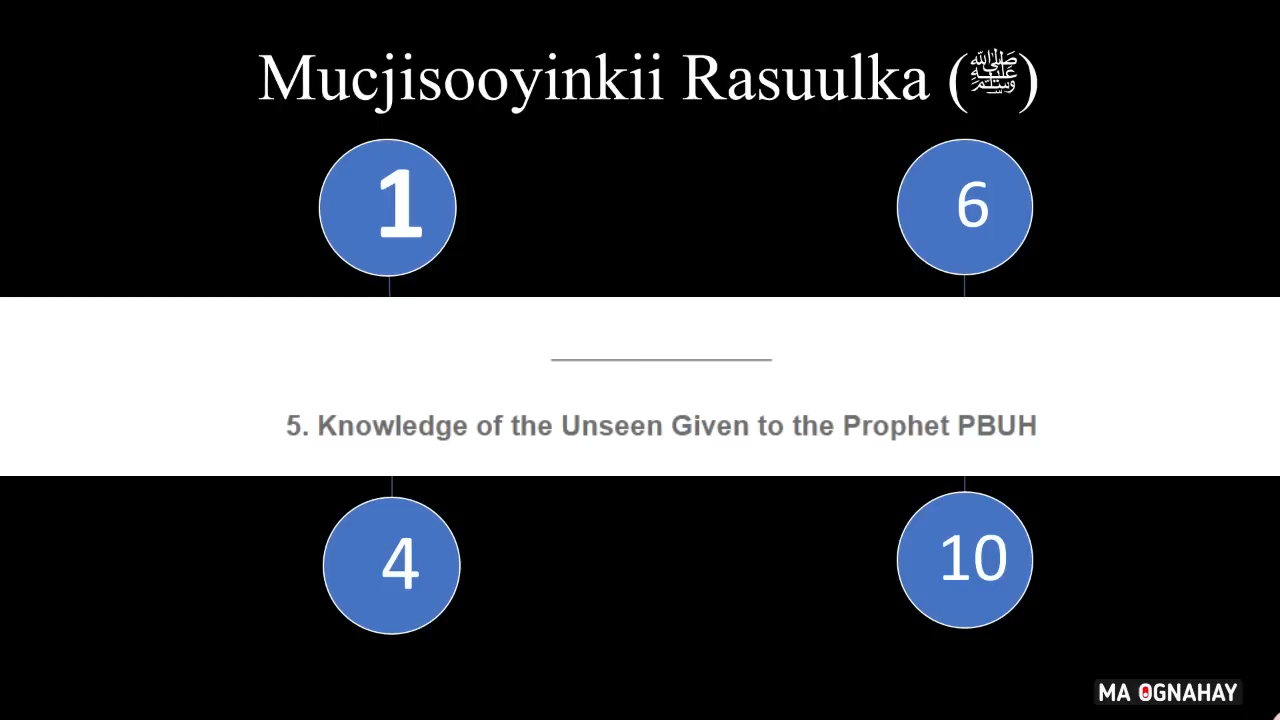 Mucjisooyinkii Rasuulka (ﷺ)
1
6
5. Knowledge of the Unseen Given to the Prophet PBUH
4
10
MA OGNAHAY